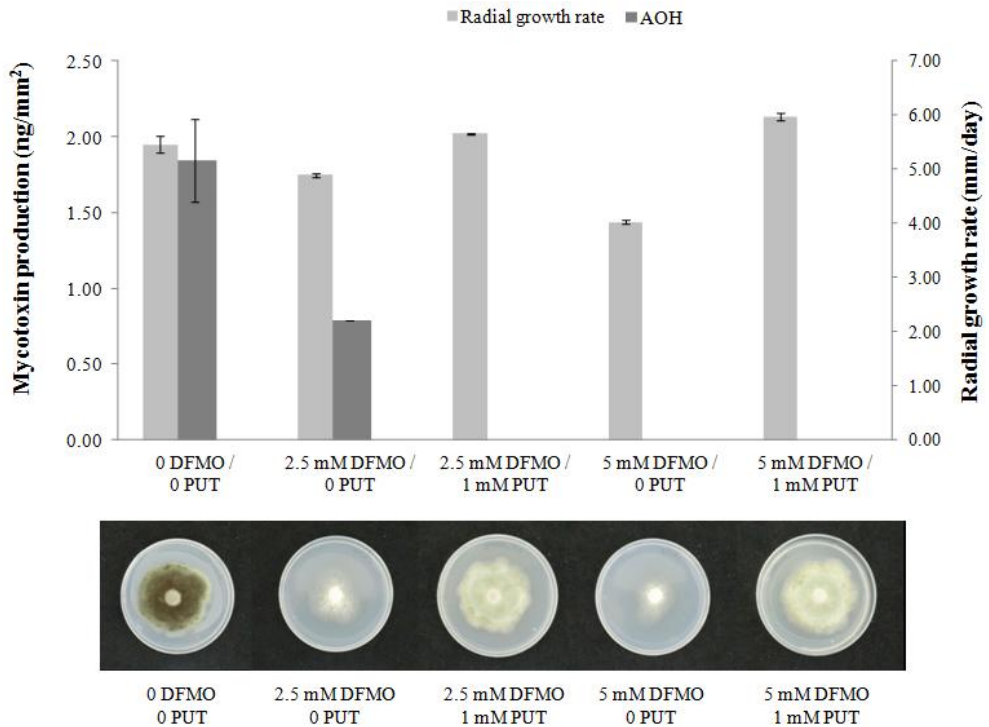 Radial growth rate AOH
Mycotoxin production (ng/mm²)
2.50
2.00
1.50
1.00
0.50
0.00
7.00
6.00
5.00
4.00
3.00
2.00
1.00
0.00
Radial growth rate (mm/day)
0 DFMO / 2.5 mM DFMO / 2.5 mM DFMO / 5 mM DFMO / 5 mM DFMO /
0 PUT 0 PUT 1 mM PUT 0 PUT 1 mM PUT
0 DFMO 2.5 mM DFMO 2.5 mM DFMO 5 mM DFMO 5 mM DFMO
0 PUT 0 PUT 1 mM PUT 0 PUT 1 mM PUT